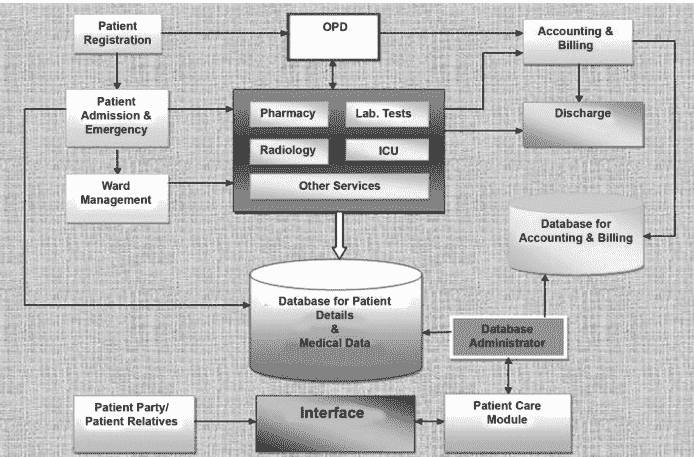 Patient
Registration
OPD
Accounting &
Billing
Patient
Admission &
Emergency
Pharmacy
Lab. Tests
Discharge
Radiology
ICU
Ward
Management
Other Services
Database for
Accounting & Billing
Database for Patient
Details
&
Medical Data
Database
Administrator
Patient Party/
Patient Relatives
Interface
Patient Care
Module